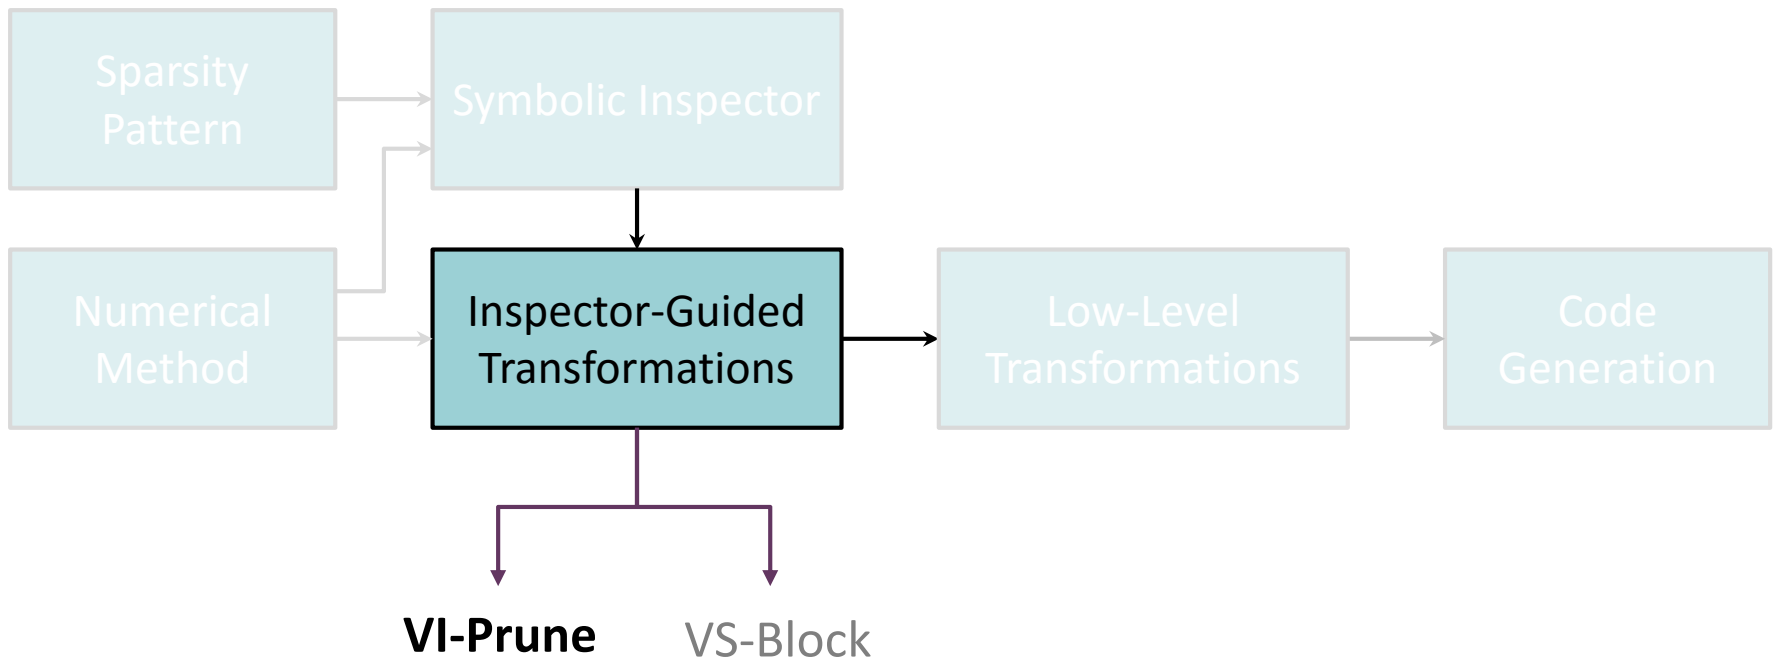 Sparsity
Pattern
Symbolic Inspector
Numerical
Method
Inspector-Guided
Transformations
Low-Level
Transformations
Code
Generation
VI-Prune
VS-Block